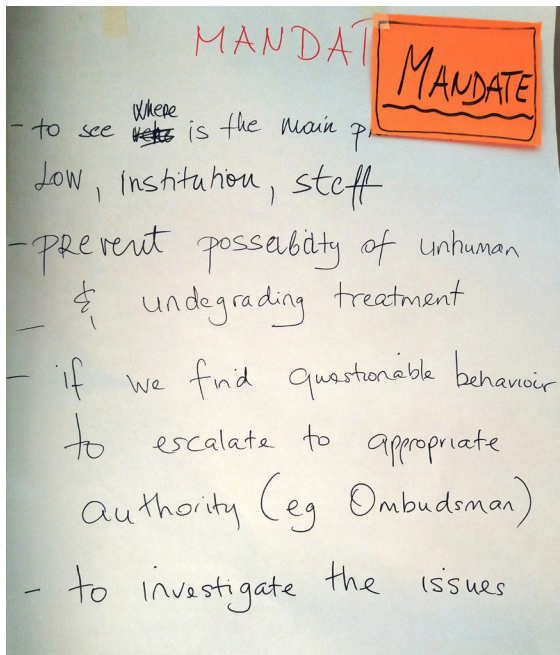 MANDAT
MANDATE
- to see where is the main p
Low, institution, staff
- prevent possebility of unhuman
& undegrading treatment
- if we find questionable behaviour
to escalate to appropriate
authority (eg Ombudsman)
- to investigate the issues